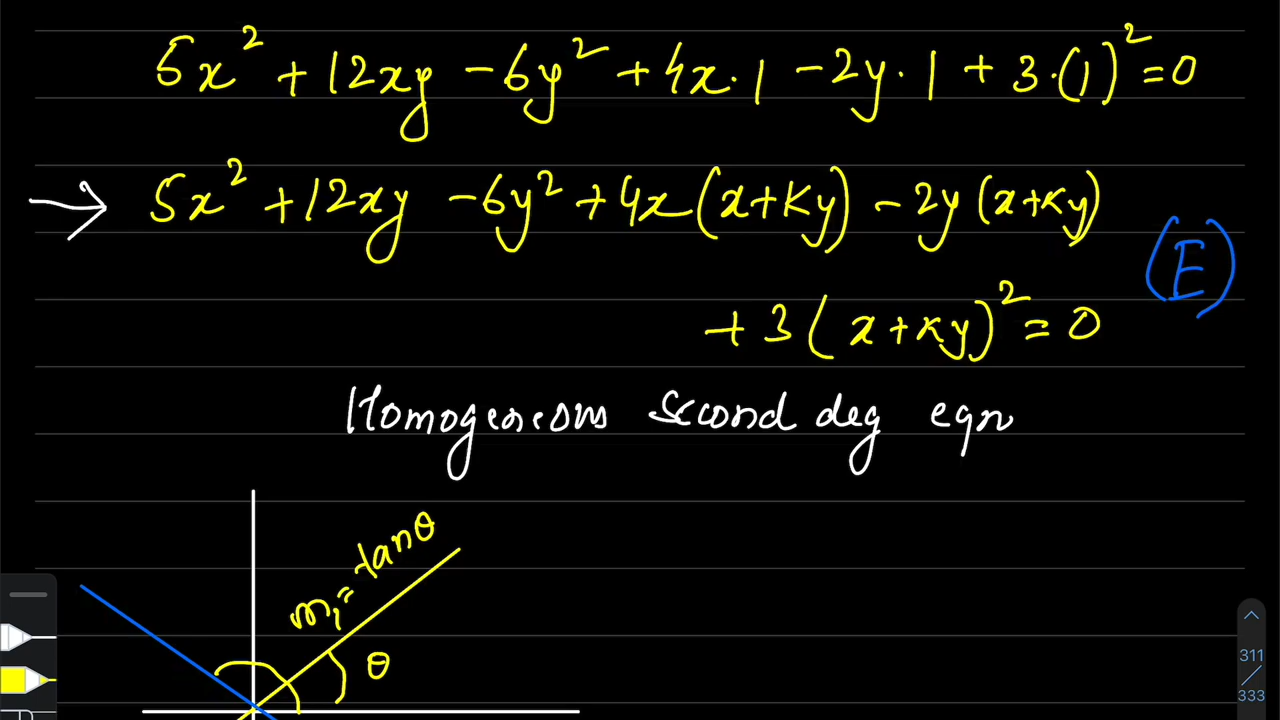 5x² + 12xy - 6y² + 4x·1 - 2y·1 + 3·(1)² = 0
→ 5x² + 12xy - 6y² + 4x(x+Ky) - 2y(x+Ky)
(E)
+ 3(x+Ky)² = 0
Homogeneous Second deg eqn
m₁ = tanθ
θ
311
/
333